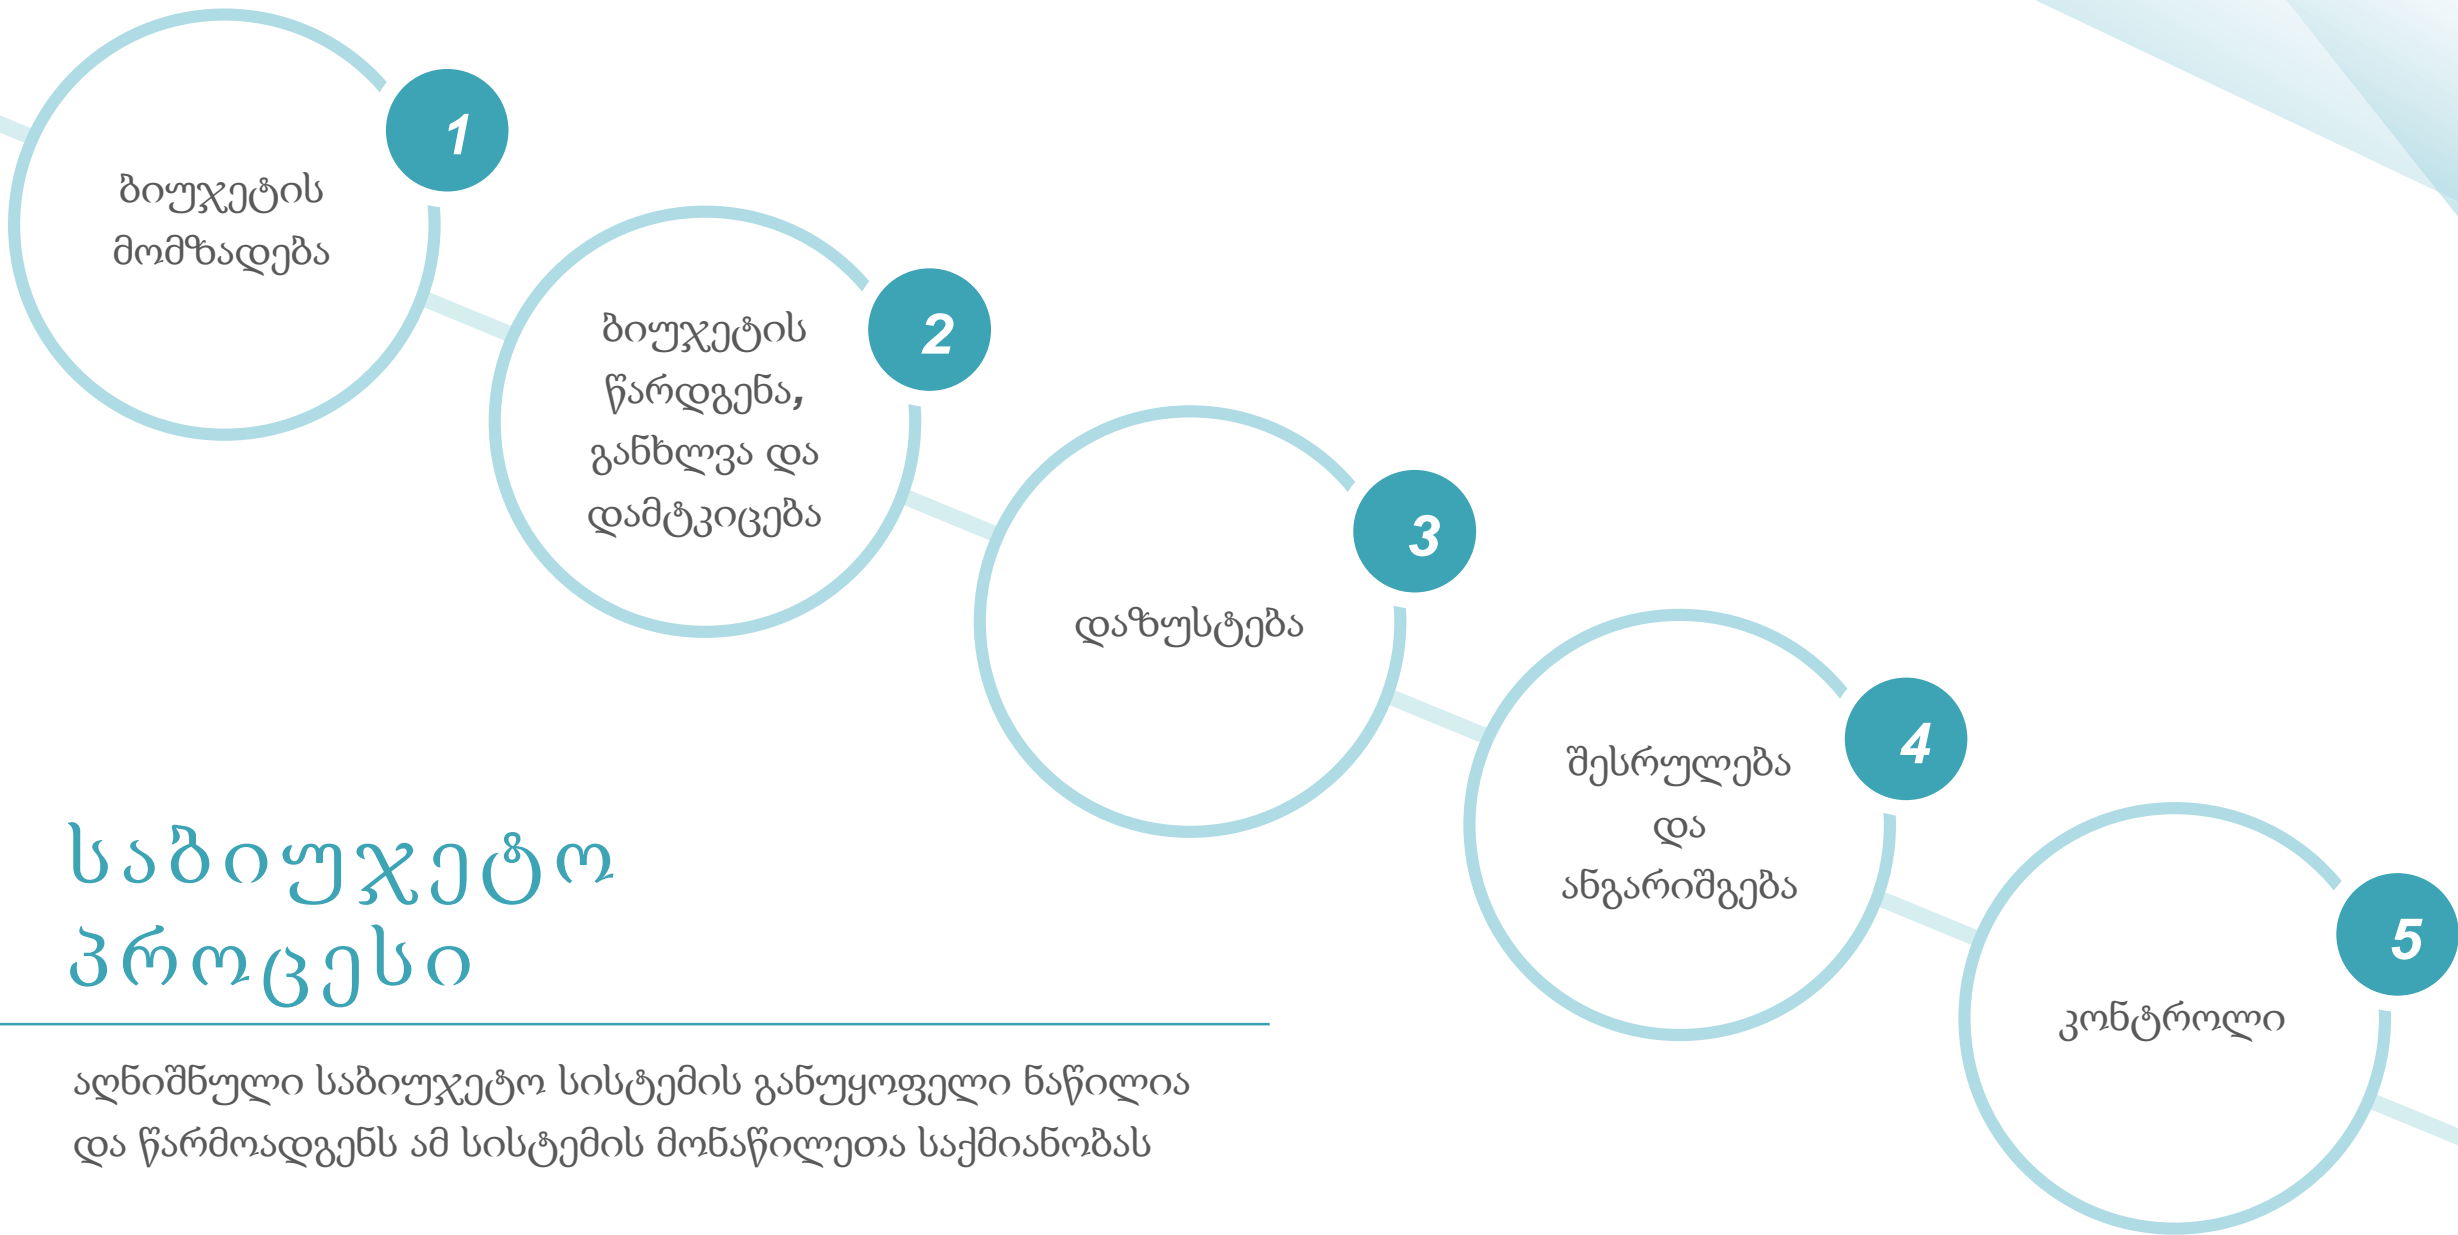 1
ბიუჯეტის
მომზადება
2
ბიუჯეტის
წარდგენა,
განხლვა და
დამტკიცება
3
დაზუსტება
4
შესრულება
და
ანგარიშგება
5
კონტროლი
საბიუჯეტო
პროცესი
აღნიშნული საბიუჯეტო სისტემის განუყოფელი ნაწილია
და წარმოადგენს ამ სისტემის მონაწილეთა საქმიანობას